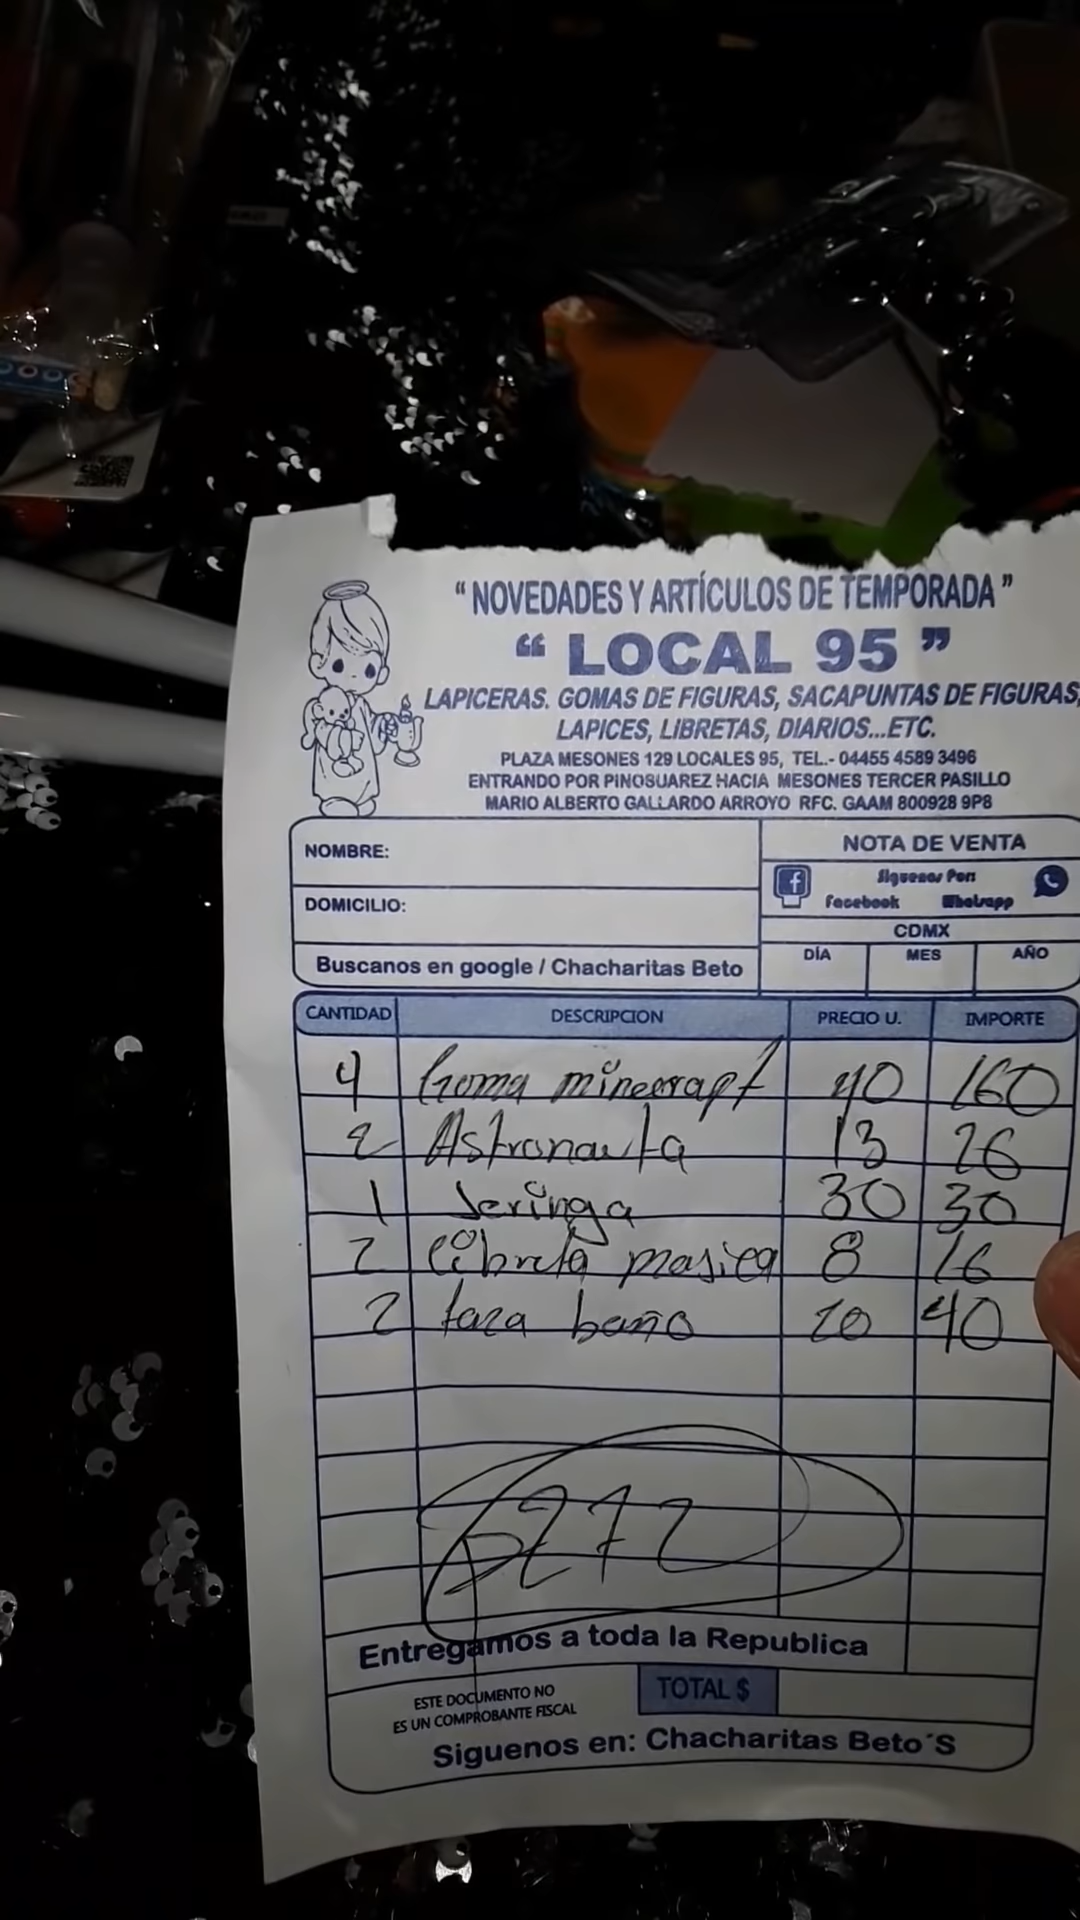 “ NOVEDADES Y ARTÍCULOS DE TEMPORADA ”
“ LOCAL 95 ”
LAPICERAS. GOMAS DE FIGURAS, SACAPUNTAS DE FIGURAS,
LAPICES, LIBRETAS, DIARIOS...ETC.
PLAZA MESONES 129 LOCALES 95, TEL.- 04455 4589 3496
ENTRANDO POR PINOSUAREZ HACIA MESONES TERCER PASILLO
MARIO ALBERTO GALLARDO ARROYO RFC. GAAM 800928 9P8
NOMBRE:
DOMICILIO:
Buscanos en google / Chacharitas Beto
NOTA DE VENTA
Siguenos Por:
Facebook Whatsapp
CDMX
DÍA MES AÑO
CANTIDAD DESCRIPCION PRECIO U. IMPORTE
4 Goma minecrapt 40 160
2 Astronauta 13 26
1 Jeringa 30 30
2 libreta masica 8 16
2 taza baño 20 40
272
Entregamos a toda la Republica
ESTE DOCUMENTO NO
ES UN COMPROBANTE FISCAL
TOTAL $
Siguenos en: Chacharitas Beto´S